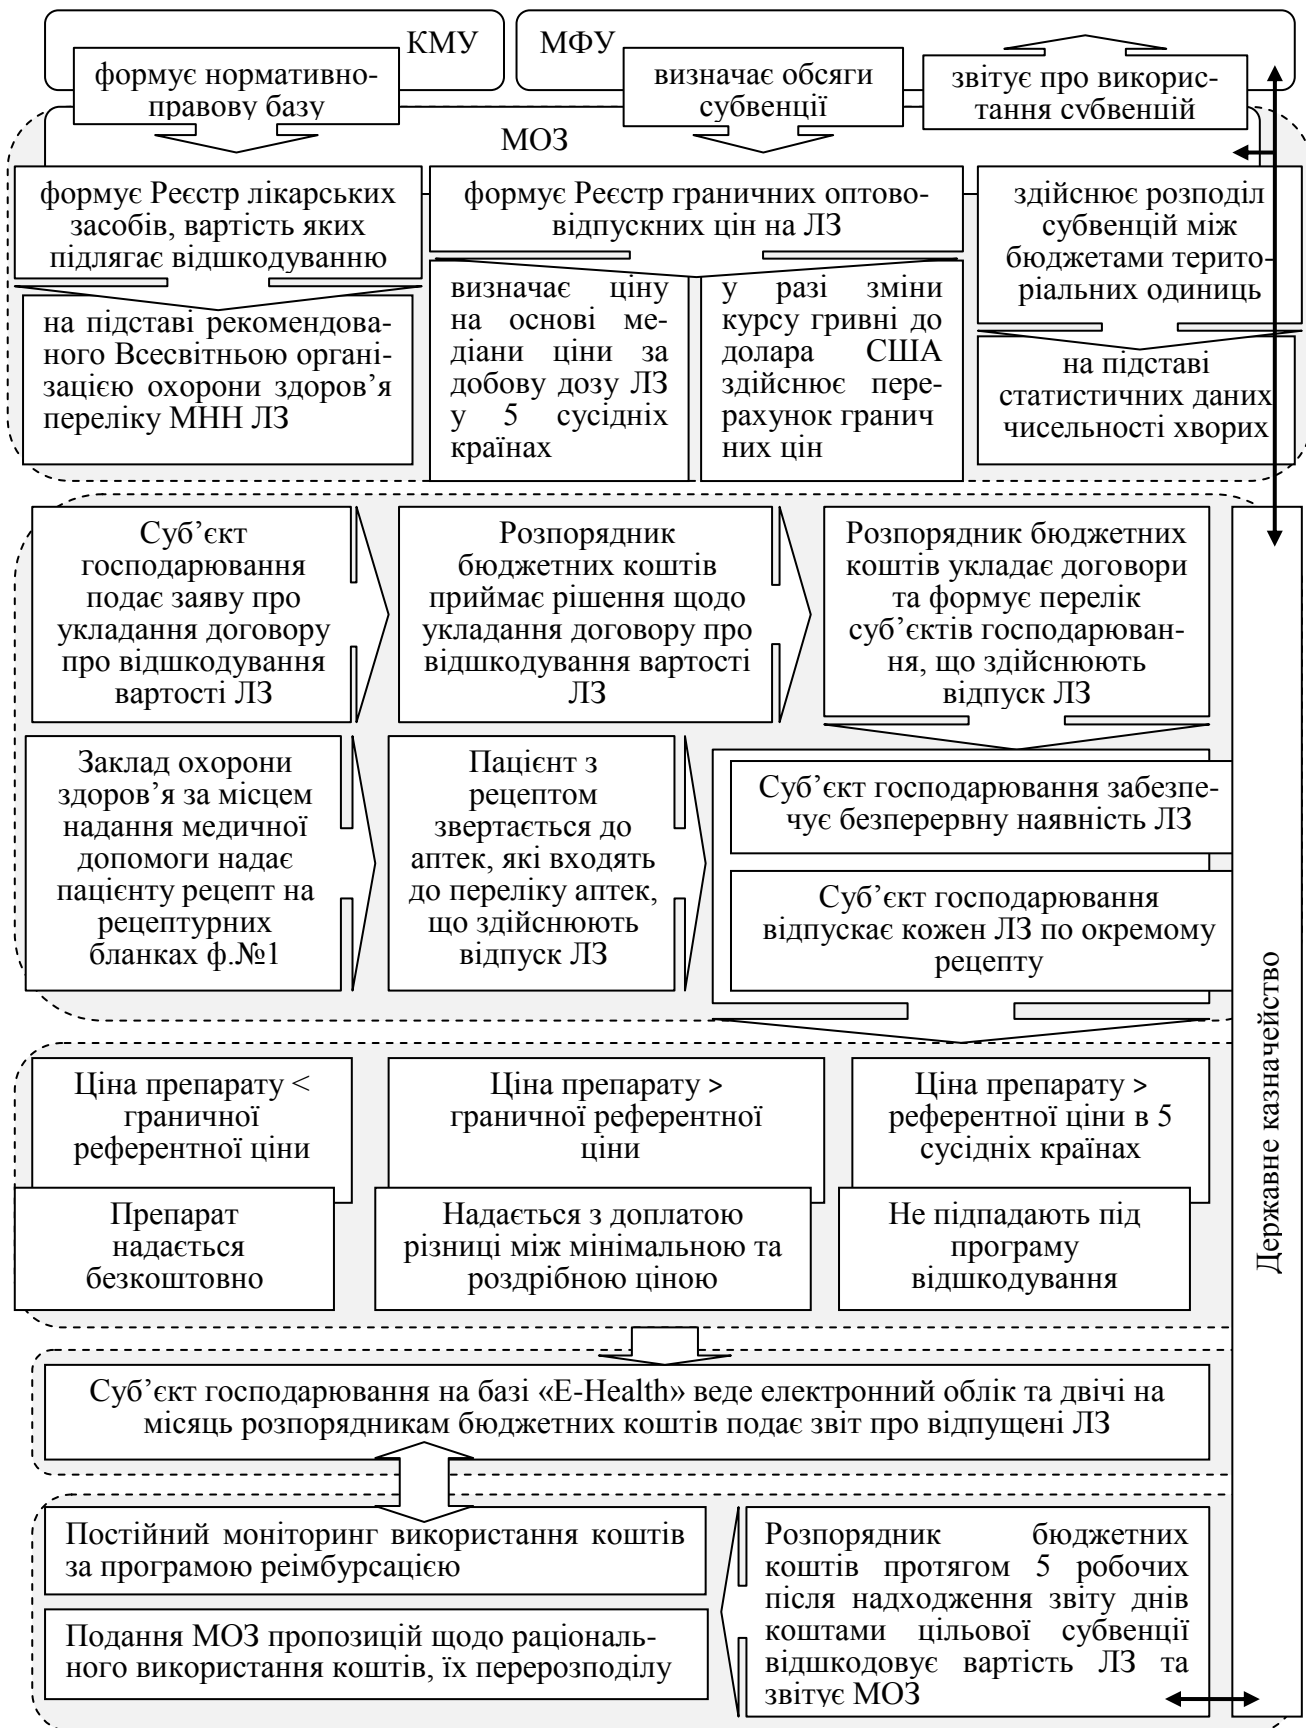 КМУ
МФУ
формує нормативно-
правову базу
визначає обсяги
субвенції
звітує про викорис-
тання субвенцій
МОЗ
формує Реєстр лікарських
засобів, вартість яких
підлягає відшкодуванню
формує Реєстр граничних оптово-
відпускних цін на ЛЗ
здійснює розподіл
субвенцій між
бюджетами терито-
ріальних одиниць
на підставі рекомендова-
ного Всесвітньою органі-
зацією охорони здоров’я
переліку МНН ЛЗ
визначає ціну
на основі ме-
діани ціни за
добову дозу ЛЗ
у 5 сусідніх
країнах
у разі зміни
курсу гривні до
долара США
здійснює пере-
рахунок гранич
них цін
на підставі
статистичних даних
чисельності хворих
Суб’єкт
господарювання
подає заяву про
укладання договору
про відшкодування
вартості ЛЗ
Розпорядник
бюджетних коштів
приймає рішення щодо
укладання договору про
відшкодування вартості
ЛЗ
Розпорядник бюджетних
коштів укладає договори
та формує перелік
суб’єктів господарюван-
ня, що здійснюють
відпуск ЛЗ
Заклад охорони
здоров’я за місцем
надання медичної
допомоги надає
пацієнту рецепт на
рецептурних
бланках ф.№1
Пацієнт з
рецептом
звертається до
аптек, які входять
до переліку аптек,
що здійснюють
відпуск ЛЗ
Суб’єкт господарювання забезпе-
чує безперервну наявність ЛЗ
Суб’єкт господарювання
відпускає кожен ЛЗ по окремому
рецепту
Державне казначейство
Ціна препарату <
граничної
референтної ціни
Ціна препарату >
граничної референтної
ціни
Ціна препарату >
референтної ціни в 5
сусідніх країнах
Препарат
надається
безкоштовно
Надається з доплатою
різниці між мінімальною та
роздрібною ціною
Не підпадають під
програму
відшкодування
Суб’єкт господарювання на базі «E-Health» веде електронний облік та двічі на
місяць розпорядникам бюджетних коштів подає звіт про відпущені ЛЗ
Постійний моніторинг використання коштів
за програмою реімбурсацією
Подання МОЗ пропозицій щодо раціональ-
ного використання коштів, їх перерозподілу
Розпорядник бюджетних
коштів протягом 5 робочих
після надходження звіту днів
коштами цільової субвенції
відшкодовує вартість ЛЗ та
звітує МОЗ